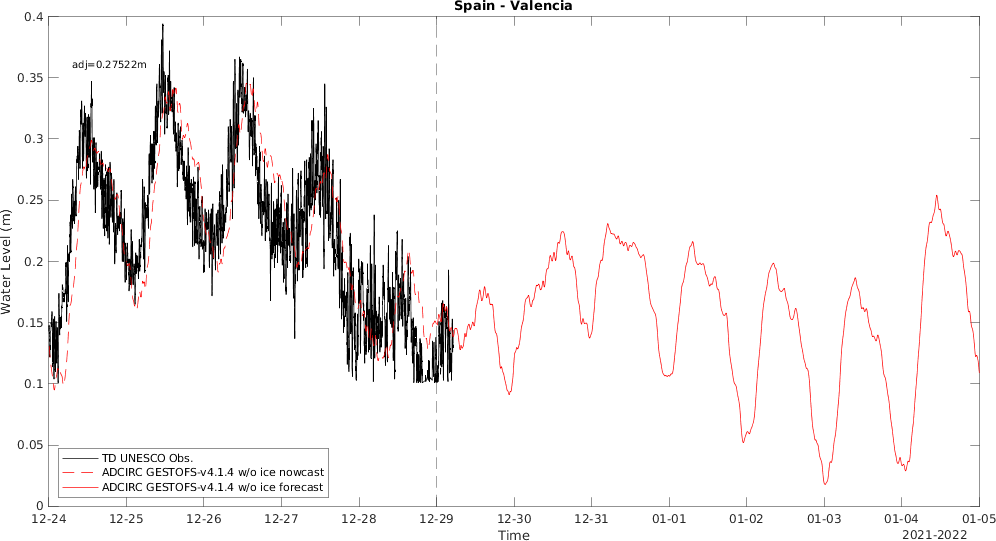 Spain - Valencia
adj=0.27522m
Water Level (m)
0.4
0.35
0.3
0.25
0.2
0.15
0.1
0.05
0
TD UNESCO Obs.
ADCIRC GESTOFS-v4.1.4 w/o ice nowcast
ADCIRC GESTOFS-v4.1.4 w/o ice forecast
12-24 12-25 12-26 12-27 12-28 12-29 12-30 12-31 01-01 01-02 01-03 01-04 01-05
Time
2021-2022